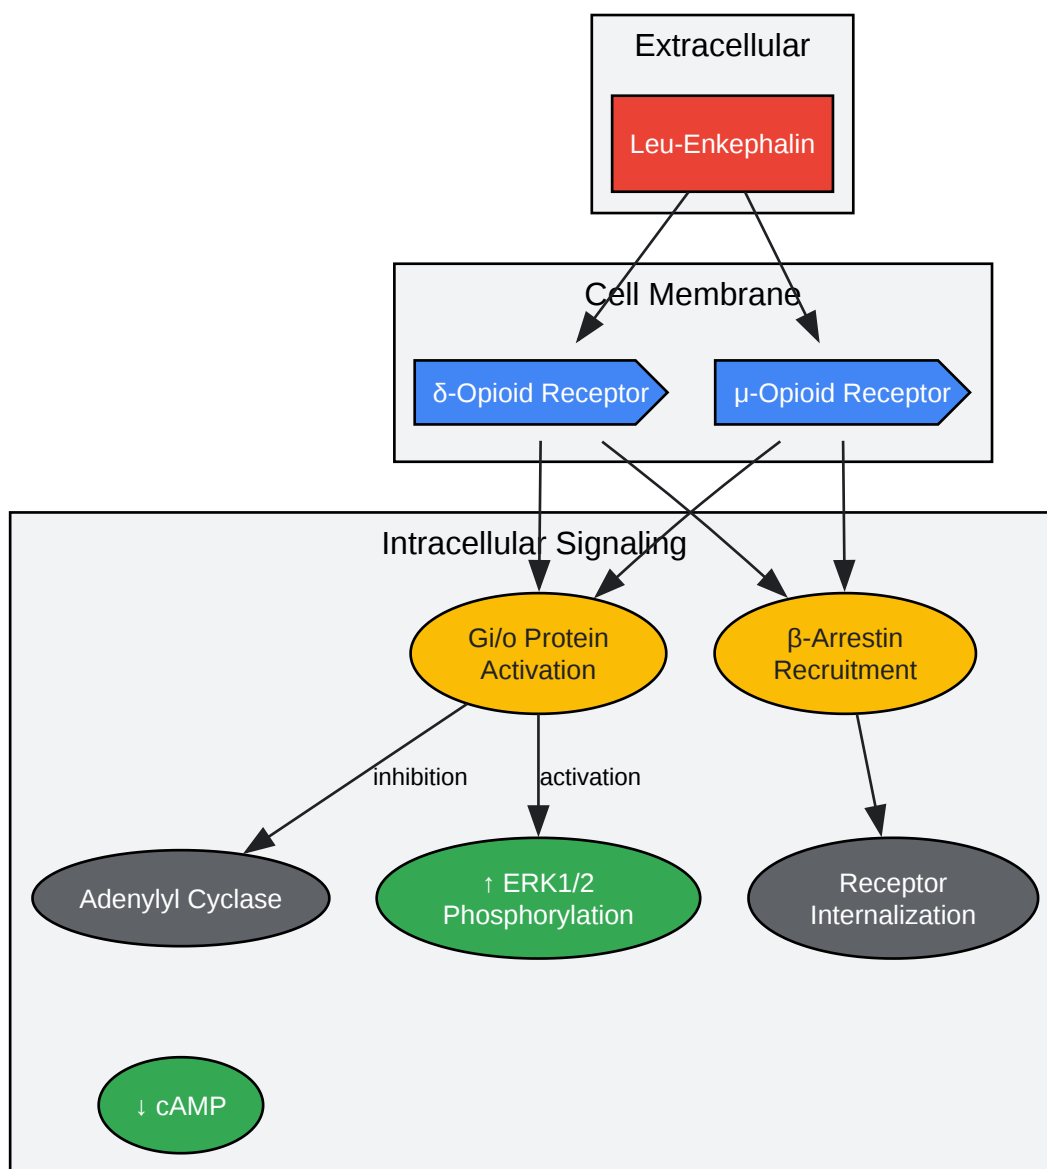 Extracellular
Leu-Enkephalin
Cell Membrane
δ-Opioid Receptor
μ-Opioid Receptor
Intracellular Signaling
Gi/o Protein
Activation
β-Arrestin
Recruitment
inhibition
activation
Adenylyl Cyclase
↑ ERK1/2
Phosphorylation
Receptor
Internalization
↓ cAMP